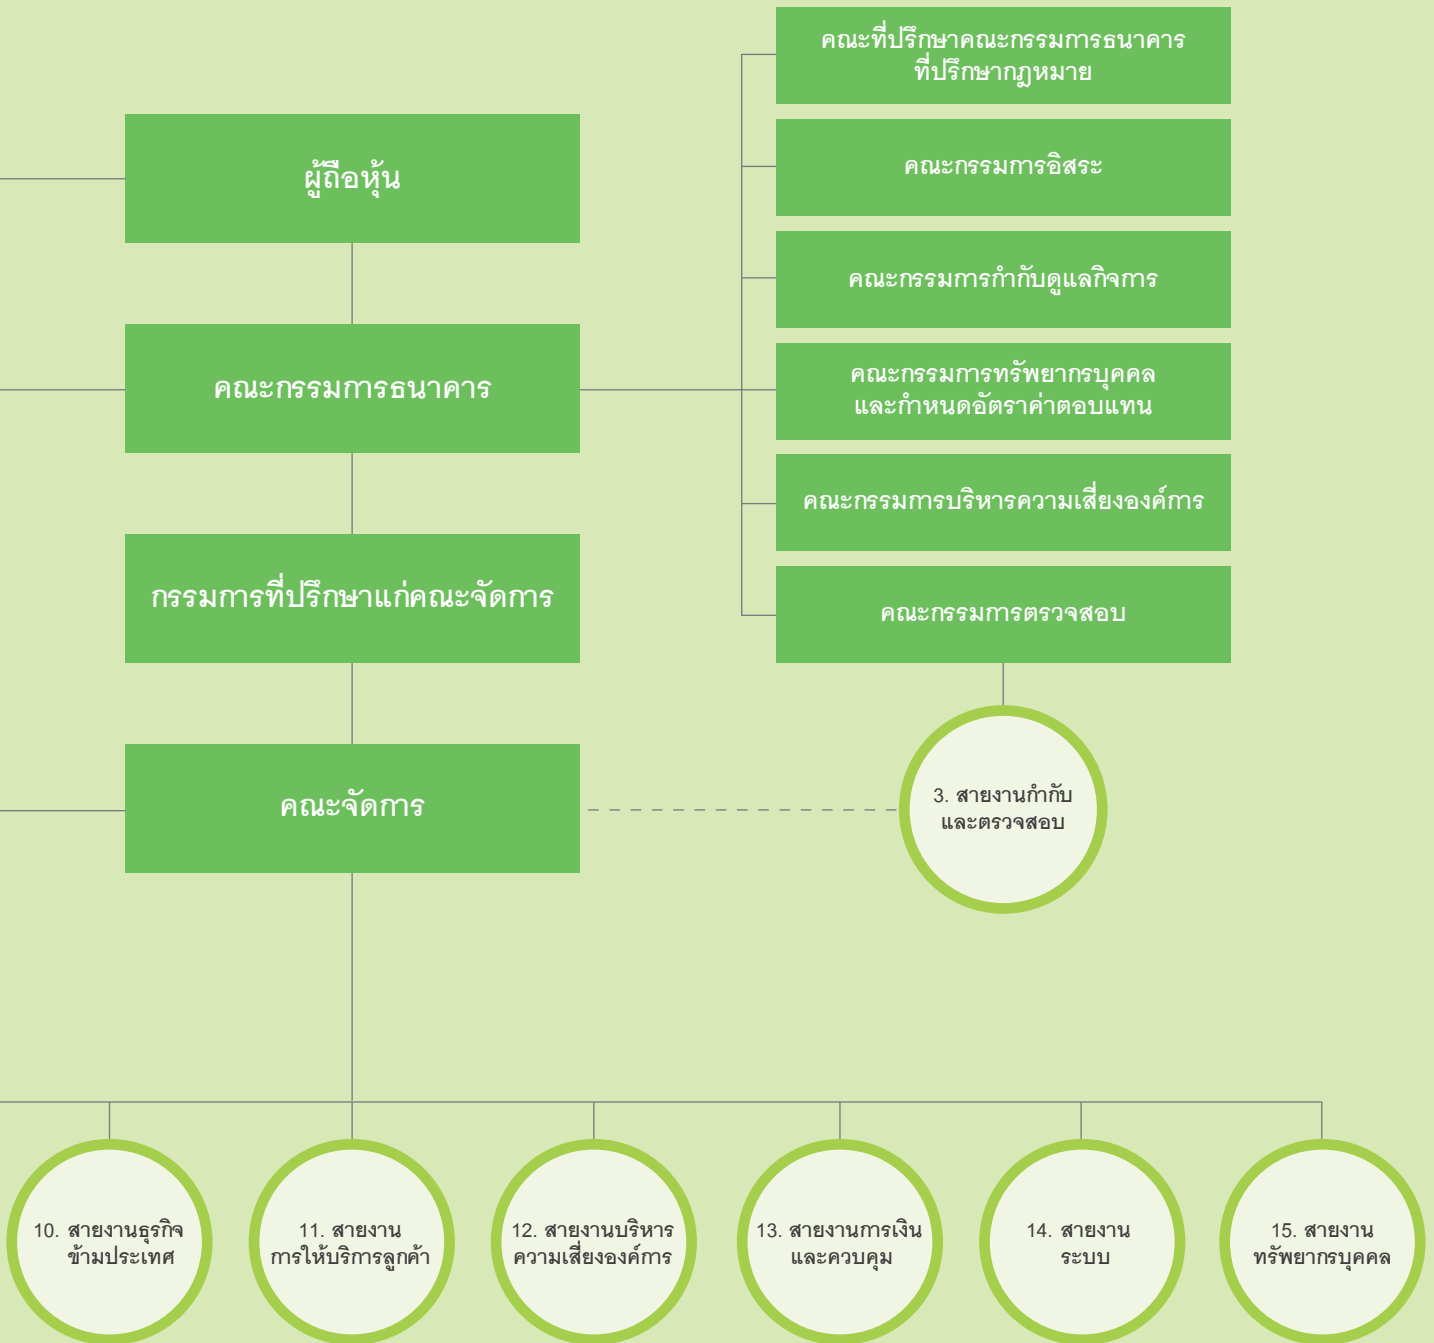 คณะที่ปรึกษาคณะกรรมการธนาคาร
ที่ปรึกษากฎหมาย
ผู้ถือหุ้น
คณะกรรมการอิสระ
คณะกรรมการกำกับดูแลกิจการ
คณะกรรมการธนาคาร
คณะกรรมการทรัพยากรบุคคล
และกำหนดอัตราค่าตอบแทน
คณะกรรมการบริหารความเสี่ยงองค์การ
กรรมการที่ปรึกษาแก่คณะจัดการ
คณะกรรมการตรวจสอบ
คณะจัดการ
3. สายงานกำกับ
และตรวจสอบ
10. สายงานธุรกิจ
ข้ามประเทศ
11. สายงาน
การให้บริการลูกค้า
12. สายงานบริหาร
ความเสี่ยงองค์การ
13. สายงานการเงิน
และควบคุม
14. สายงาน
ระบบ
15. สายงาน
ทรัพยากรบุคคล